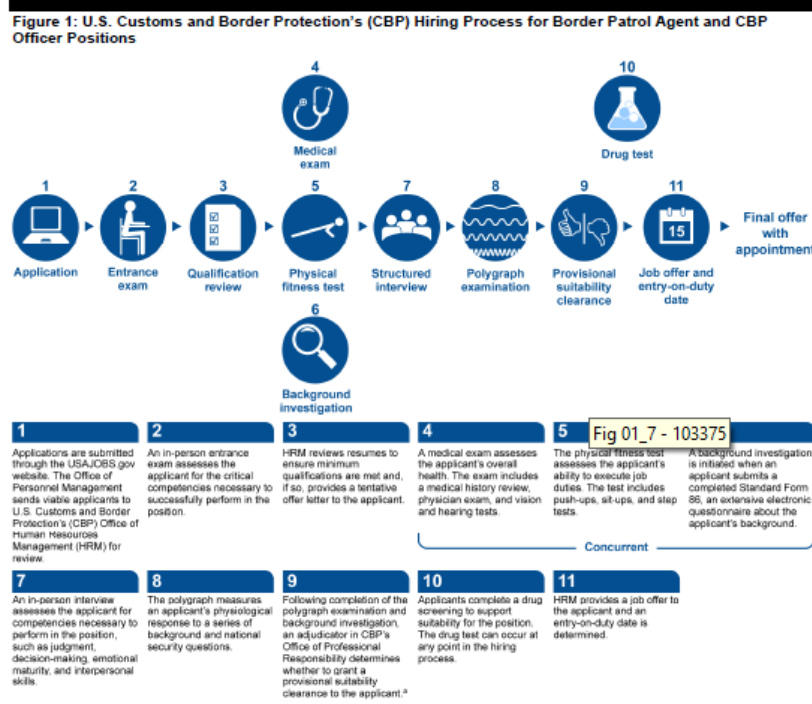 Figure 1: U.S. Customs and Border Protection's (CBP) Hiring Process for Border Patrol Agent and CBP
Officer Positions
4
Medical
exam
10
Drug test
1
Application
2
Entrance
exam
3
Qualification
review
5
Physical
fitness test
7
Structured
interview
8
Polygraph
examination
9
Provisional
suitability
clearance
11
15
Job offer and
entry-on-duty
date
Final offer
with
appointment
6
Background
investigation
1
Applications are submitted
through the USAJOBS.gov
website. The Office of
Personnel Management
sends viable applicants to
U.S. Customs and Border
Protection's (CBP) Office of
Human Resources
Management (HRM) for
review.
2
An in-person entrance
exam assesses the
applicant for the critical
competencies necessary to
successfully perform in the
position.
3
HRM reviews resumes to
ensure minimum
qualifications are met and,
if so, provides a tentative
offer letter to the applicant.
4
A medical exam assesses
the applicant's overall
health. The exam includes
a medical history review,
physician exam, and vision
and hearing tests.
5
The physical fitness test
assesses the applicant's
ability to execute job
duties. The test includes
push-ups, sit-ups, and step
tests.
Fig 01_7 - 103375
A background investigation
is initiated when an
applicant submits a
completed Standard Form
86, an extensive electronic
questionnaire about the
applicant's background.
Concurrent
7
An in-person interview
assesses the applicant for
competencies necessary to
perform in the position,
such as judgment,
decision-making, emotional
maturity, and interpersonal
skills.
8
The polygraph measures
an applicant's physiological
response to a series of
background and national
security questions.
9
Following completion of the
polygraph examination and
background investigation,
an adjudicator in CBP's
Office of Professional
Responsibility determines
whether to grant a
provisional suitability
clearance to the applicant.ª
10
Applicants complete a drug
screening to support
suitability for the position.
The drug test can occur at
any point in the hiring
process.
11
HRM provides a job offer to
the applicant and an
entry-on-duty date is
determined.